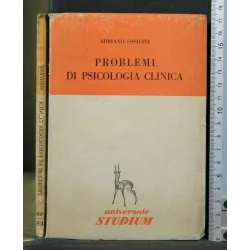 ADRIANO OSSICINI
PROBLEMI
DI PSICOLOGIA CLINICA
universale
STUDIUM